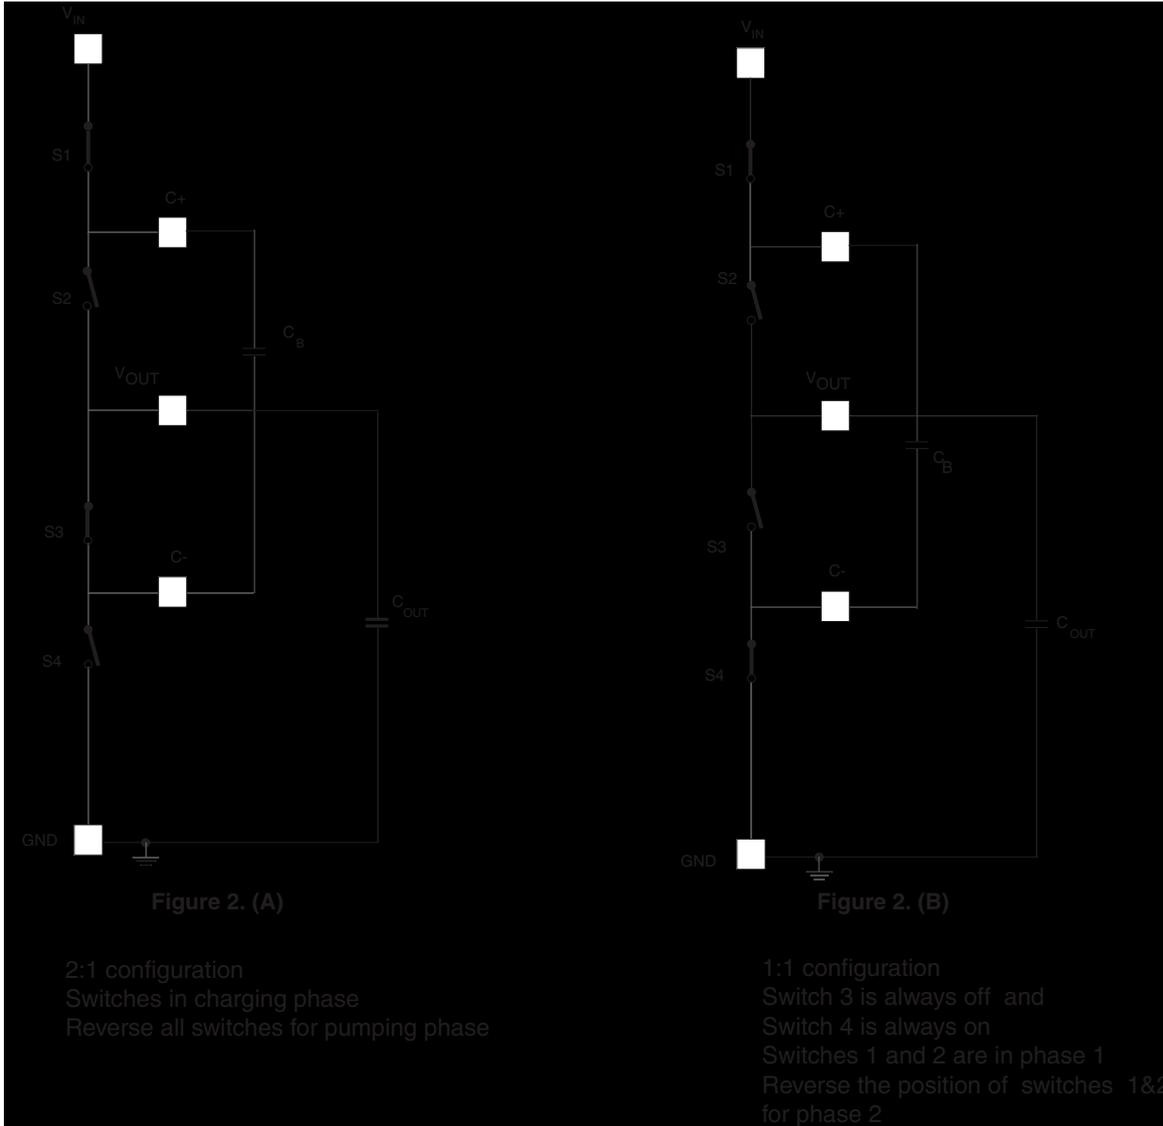 VIN
S1
C+
S2
CB
VOUT
S3
C-
COUT
S4
GND
Figure 2. (A)
2:1 configuration
Switches in charging phase
Reverse all switches for pumping phase
VIN
S1
C+
S2
VOUT
CB
S3
C-
COUT
S4
GND
Figure 2. (B)
1:1 configuration
Switch 3 is always off and
Switch 4 is always on
Switches 1 and 2 are in phase 1
Reverse the position of switches 1&2
for phase 2